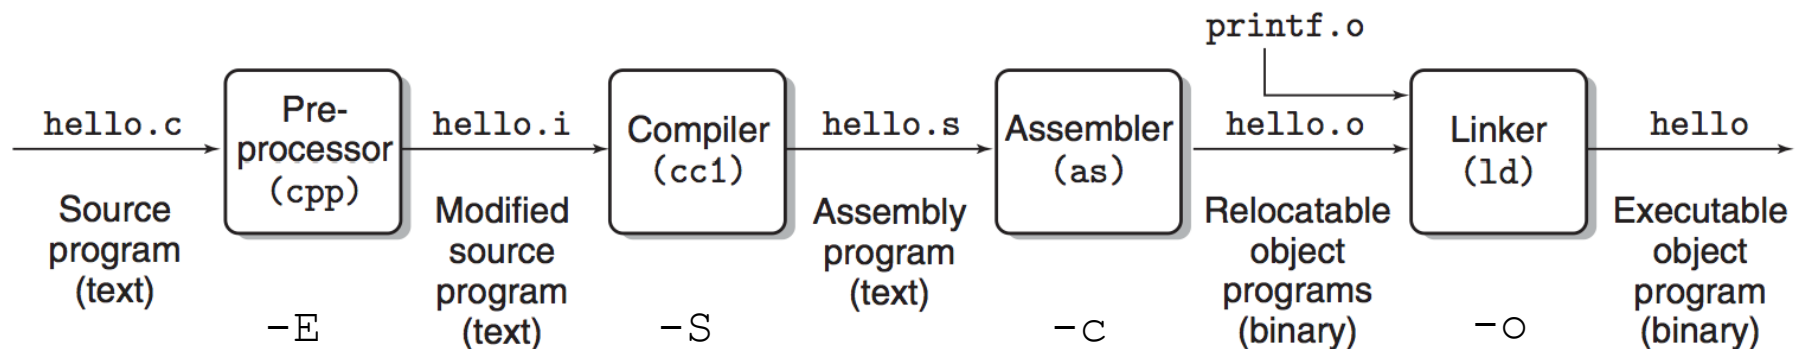 printf.o
hello.c
Pre-
processor
(cpp)
hello.i
Compiler
(cc1)
hello.s
Assembler
(as)
hello.o
Linker
(ld)
hello
Source
program
(text)
Modified
source
program
(text)
Assembly
program
(text)
Relocatable
object
programs
(binary)
Executable
object
program
(binary)
-E
-S
-c
-o